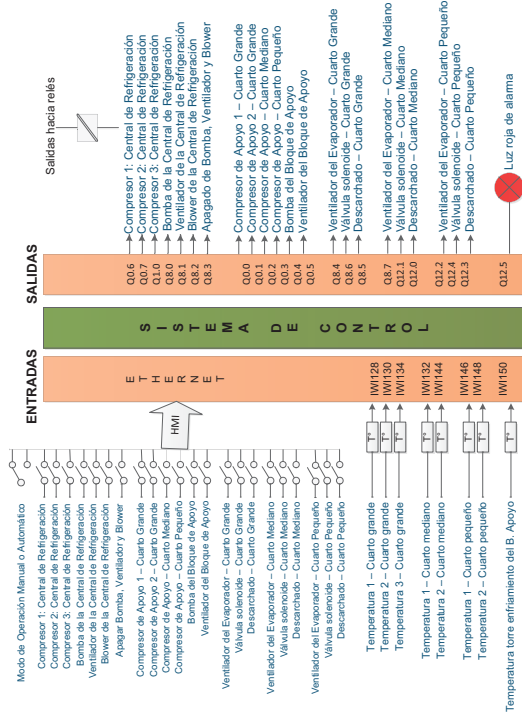 ENTRADAS
SALIDAS
Salidas hacia relés
Modo de Operación Manual o Automático
Compresor 1: Central de Refrigeración
Compresor 2: Central de Refrigeración
Compresor 3: Central de Refrigeración
Bomba de la Central de Refrigeración
Ventilador de la Central de Refrigeración
Blower de la Central de Refrigeración
Apagar Bomba, Ventilador y Blower
Compresor de Apoyo 1 – Cuarto Grande
Compresor de Apoyo 2 – Cuarto Grande
Compresor de Apoyo – Cuarto Mediano
Compresor de Apoyo – Cuarto Pequeño
Bomba del Bloque de Apoyo
Ventilador del Bloque de Apoyo
Ventilador del Evaporador – Cuarto Grande
Válvula solenoide – Cuarto Grande
Descarchado – Cuarto Grande
Ventilador del Evaporador – Cuarto Mediano
Válvula solenoide – Cuarto Mediano
Descarchado – Cuarto Mediano
Ventilador del Evaporador – Cuarto Pequeño
Válvula solenoide – Cuarto Pequeño
Descarchado – Cuarto Pequeño
Temperatura 1 – Cuarto grande
Temperatura 2 – Cuarto grande
Temperatura 3 – Cuarto grande
Temperatura 1 – Cuarto mediano
Temperatura 2 – Cuarto mediano
Temperatura 1 – Cuarto pequeño
Temperatura 2 – Cuarto pequeño
Temperatura torre enfriamiento del B. Apoyo
HMI
T°
T°
T°
T°
T°
T°
T°
T°
ETHERNET
IWI128
IWI130
IWI134
IWI132
IWI144
IWI146
IWI148
IWI150
SISTEMA DE CONTROL
Q0.6 Compresor 1: Central de Refrigeración
Q0.7 Compresor 2: Central de Refrigeración
Q1.0 Compresor 3: Central de Refrigeración
Q8.0 Bomba de la Central de Refrigeración
Q8.1 Ventilador de la Central de Refrigeración
Q8.2 Blower de la Central de Refrigeración
Q8.3 Apagado de Bomba, Ventilador y Blower
Q0.0 Compresor de Apoyo 1 – Cuarto Grande
Q0.1 Compresor de Apoyo 2 – Cuarto Grande
Q0.2 Compresor de Apoyo – Cuarto Mediano
Q0.3 Compresor de Apoyo – Cuarto Pequeño
Q0.4 Bomba del Bloque de Apoyo
Q0.5 Ventilador del Bloque de Apoyo
Q8.4 Ventilador del Evaporador – Cuarto Grande
Q8.6 Válvula solenoide – Cuarto Grande
Q8.5 Descarchado – Cuarto Grande
Q8.7 Ventilador del Evaporador – Cuarto Mediano
Q12.1 Válvula solenoide – Cuarto Mediano
Q12.0 Descarchado – Cuarto Mediano
Q12.2 Ventilador del Evaporador – Cuarto Pequeño
Q12.4 Válvula solenoide – Cuarto Pequeño
Q12.3 Descarchado – Cuarto Pequeño
Q12.5 Luz roja de alarma